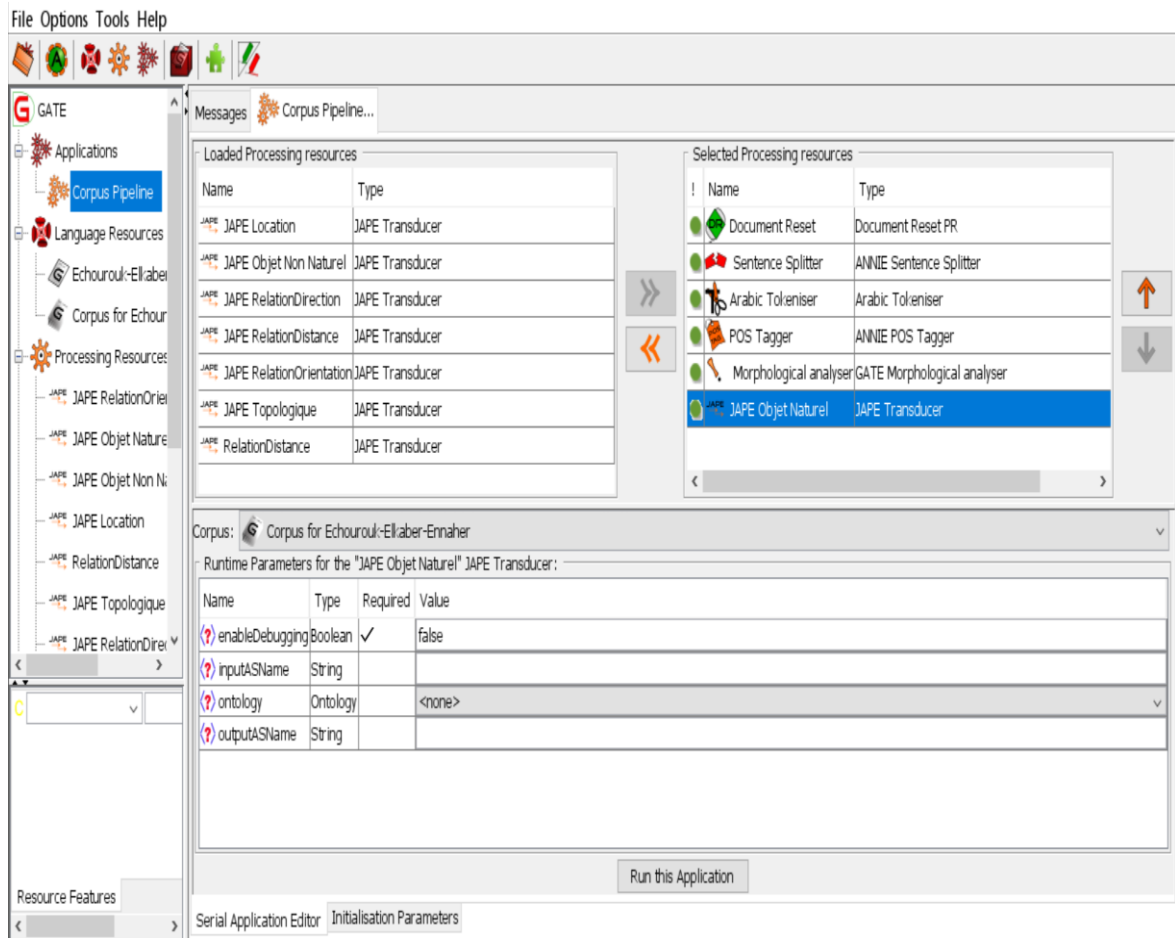 File Options Tools Help
GATE
Applications
Corpus Pipeline
Language Resources
Echourouk-Elkaber
Corpus for Echour
Processing Resources
JAPE RelationOrie
JAPE Objet Nature
JAPE Objet Non Na
JAPE Location
RelationDistance
JAPE Topologique
JAPE RelationDirec
Resource Features
Messages Corpus Pipeline...
Loaded Processing resources
Name Type
JAPE Location JAPE Transducer
JAPE Objet Non Naturel JAPE Transducer
JAPE RelationDirection JAPE Transducer
JAPE RelationDistance JAPE Transducer
JAPE RelationOrientation JAPE Transducer
JAPE Topologique JAPE Transducer
RelationDistance JAPE Transducer
Selected Processing resources
! Name Type
Document Reset Document Reset PR
Sentence Splitter ANNIE Sentence Splitter
Arabic Tokeniser Arabic Tokeniser
POS Tagger ANNIE POS Tagger
Morphological analyser GATE Morphological analyser
JAPE Objet Naturel JAPE Transducer
Corpus: Corpus for Echourouk-Elkaber-Ennaher
Runtime Parameters for the "JAPE Objet Naturel" JAPE Transducer:
Name Type Required Value
enableDebugging Boolean ✓ false
inputASName String
ontology Ontology <none>
outputASName String
Run this Application
Serial Application Editor Initialisation Parameters